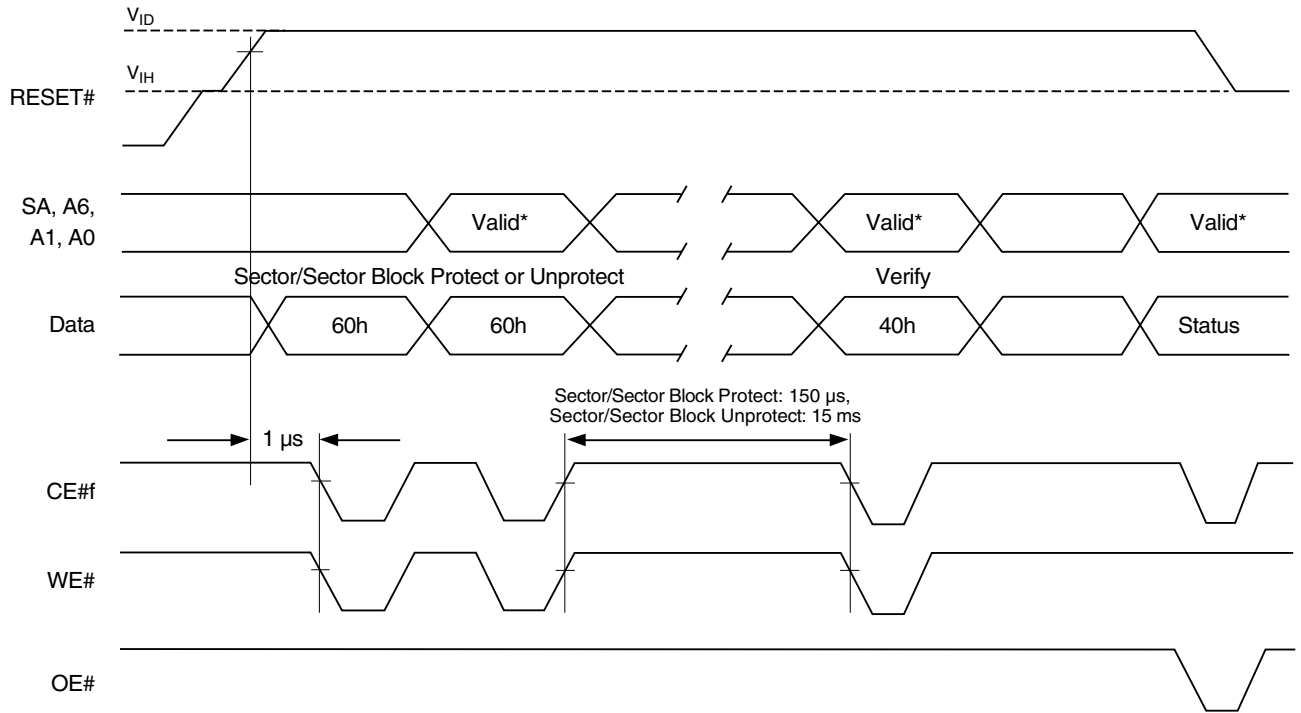 VID
VIH
RESET#
SA, A6,
A1, A0
Valid*
Valid*
Valid*
Sector/Sector Block Protect or Unprotect
Verify
Data
60h
60h
40h
Status
Sector/Sector Block Protect: 150 µs,
Sector/Sector Block Unprotect: 15 ms
1 µs
CE#f
WE#
OE#